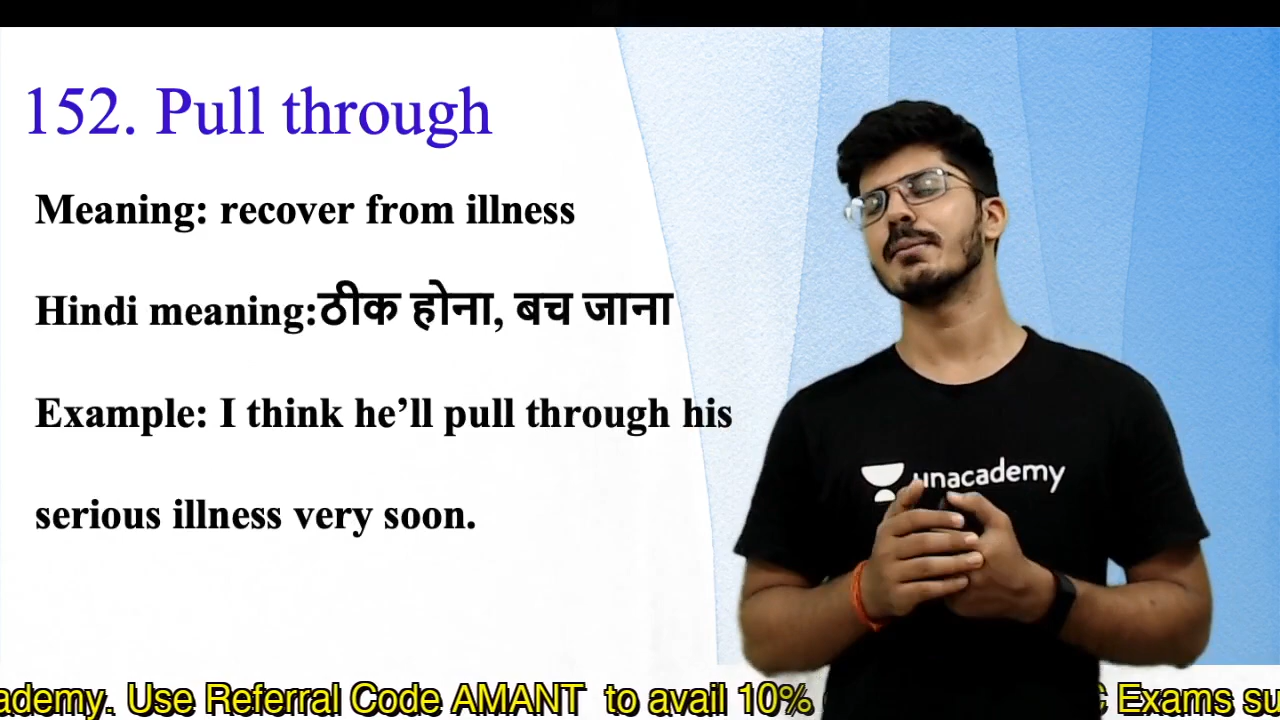 152. Pull through
Meaning: recover from illness
Hindi meaning:ठीक होना, बच जाना
Example: I think he’ll pull through his
serious illness very soon.
unacademy
ademy. Use Referral Code AMANT to avail 10% Exams su